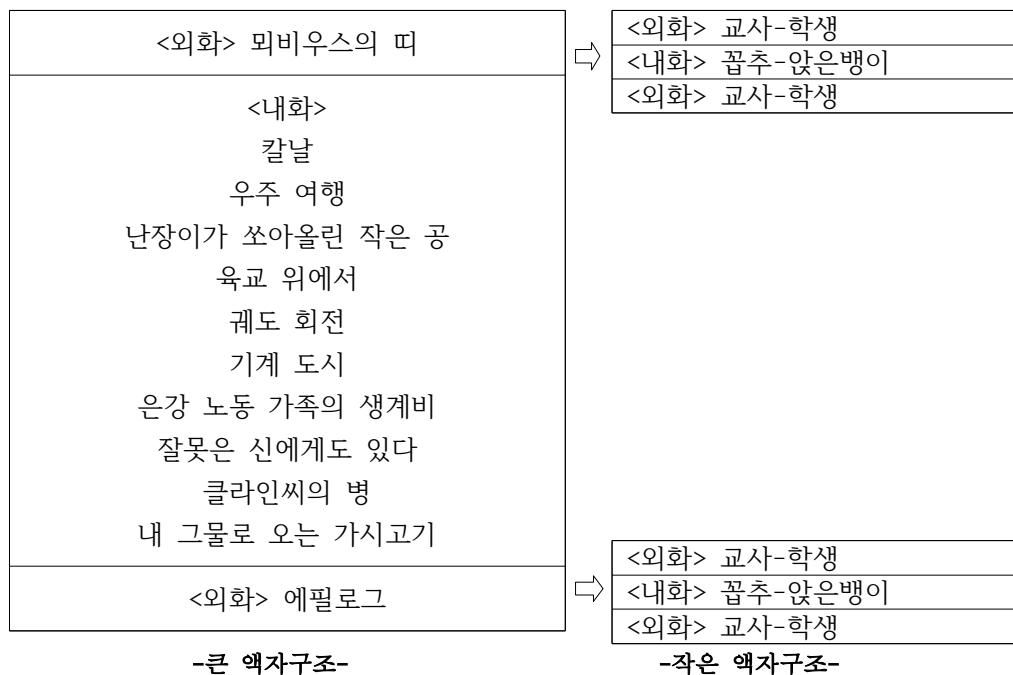 <외화> 뫼비우스의 띠
<내화>
칼날
우주 여행
난장이가 쏘아올린 작은 공
육교 위에서
궤도 회전
기계 도시
은강 노동 가족의 생계비
잘못은 신에게도 있다
클라인씨의 병
내 그물로 오는 가시고기
<외화> 에필로그
-큰 액자구조-
<외화> 교사-학생
<내화> 꼽추-앉은뱅이
<외화> 교사-학생
<외화> 교사-학생
<내화> 꼽추-앉은뱅이
<외화> 교사-학생
-작은 액자구조-